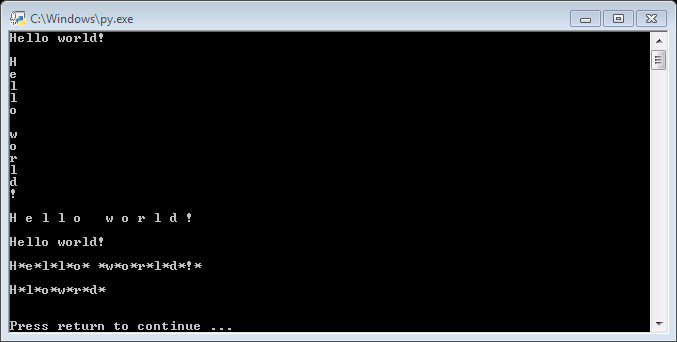 C:\Windows\py.exe
Hello world!
H
e
l
l
o
w
o
r
l
d
!
H e l l o   w o r l d !
Hello world!
H*e*l*l*o* *w*o*r*l*d*!*
H*l*o*w*r*d*
Press return to continue ...